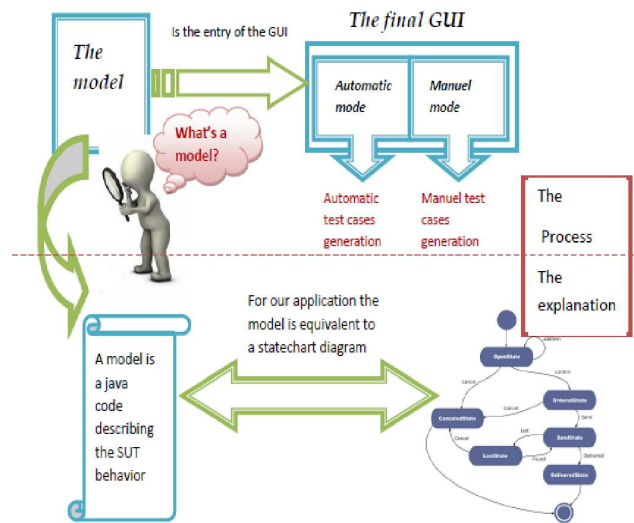 Is the entry of the GUI
The final GUI
The
model
Automatic
mode
Manuel
mode
What's a
model?
Automatic
test cases
generation
Manuel test
cases
generation
The
Process
The
explanation
For our application the
model is equivalent to
a statechart diagram
A model is
a java
code
describing
the SUT
behavior
additem
OpenState
confirm
Cancel
OrderedState
Cancel
Send
CanceledState
Lost
SendState
Cancel
LostState
Found
Delivered
DeliveredState